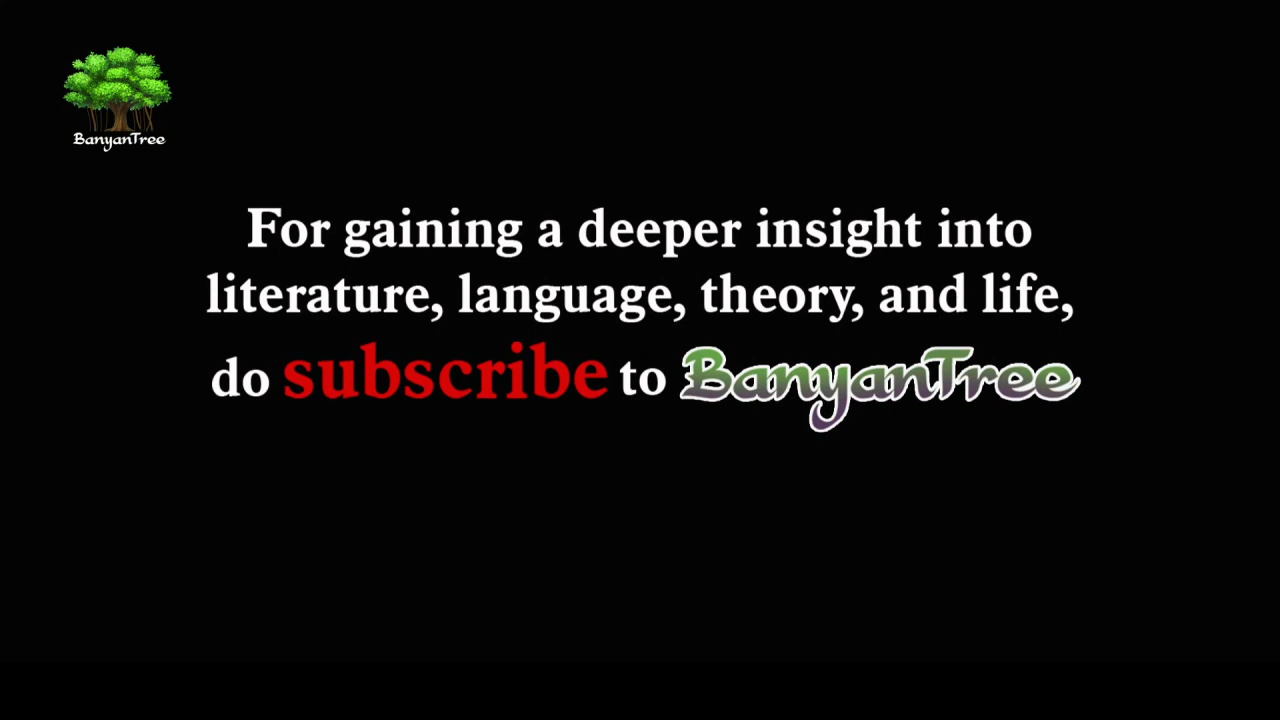 BanyanTree
For gaining a deeper insight into
literature, language, theory, and life,
do subscribe to BanyanTree